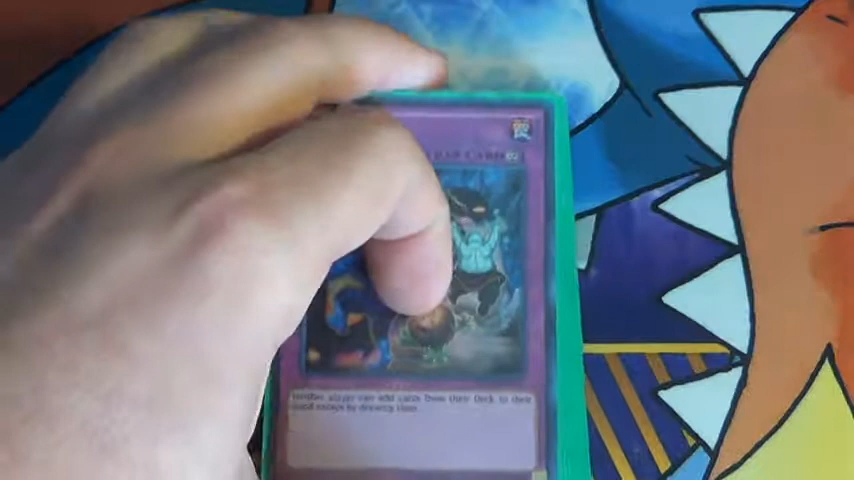 TRAP CARD
Neither player can add cards from their Deck to their
hand except by drawing them.